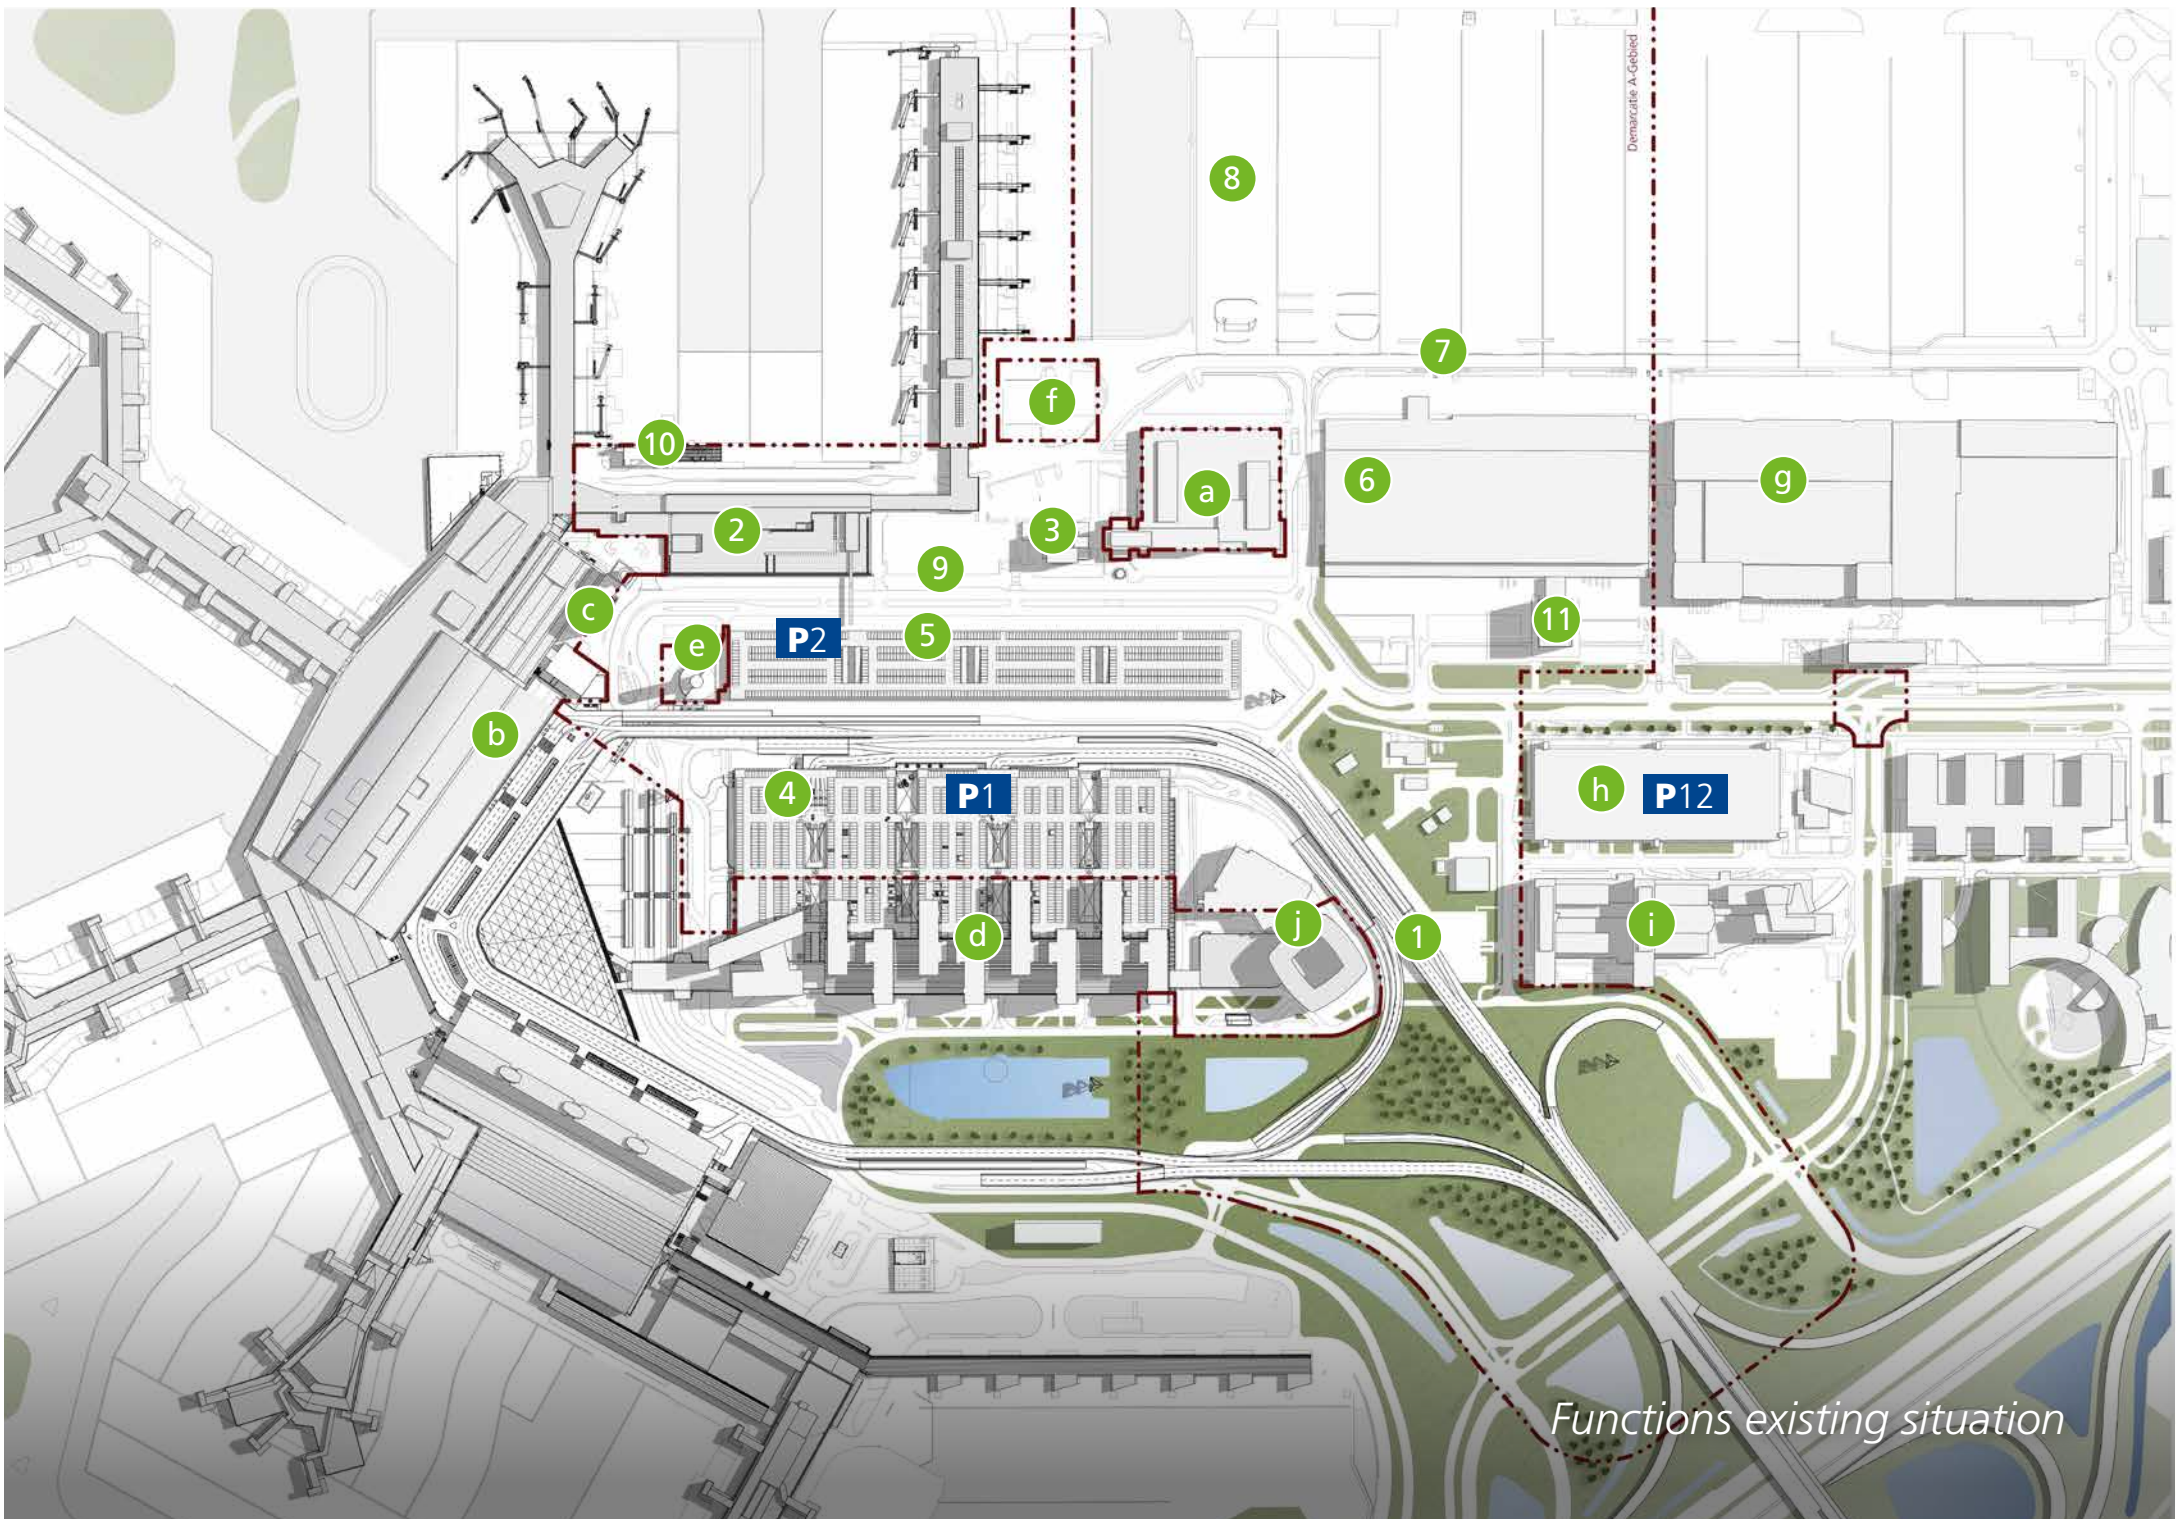 Demarcatie A-Gebied
8
7
f
10
6
g
a
2
3
9
c
11
P2
5
e
b
4
P1
h
P12
d
j
1
i
Functions existing situation